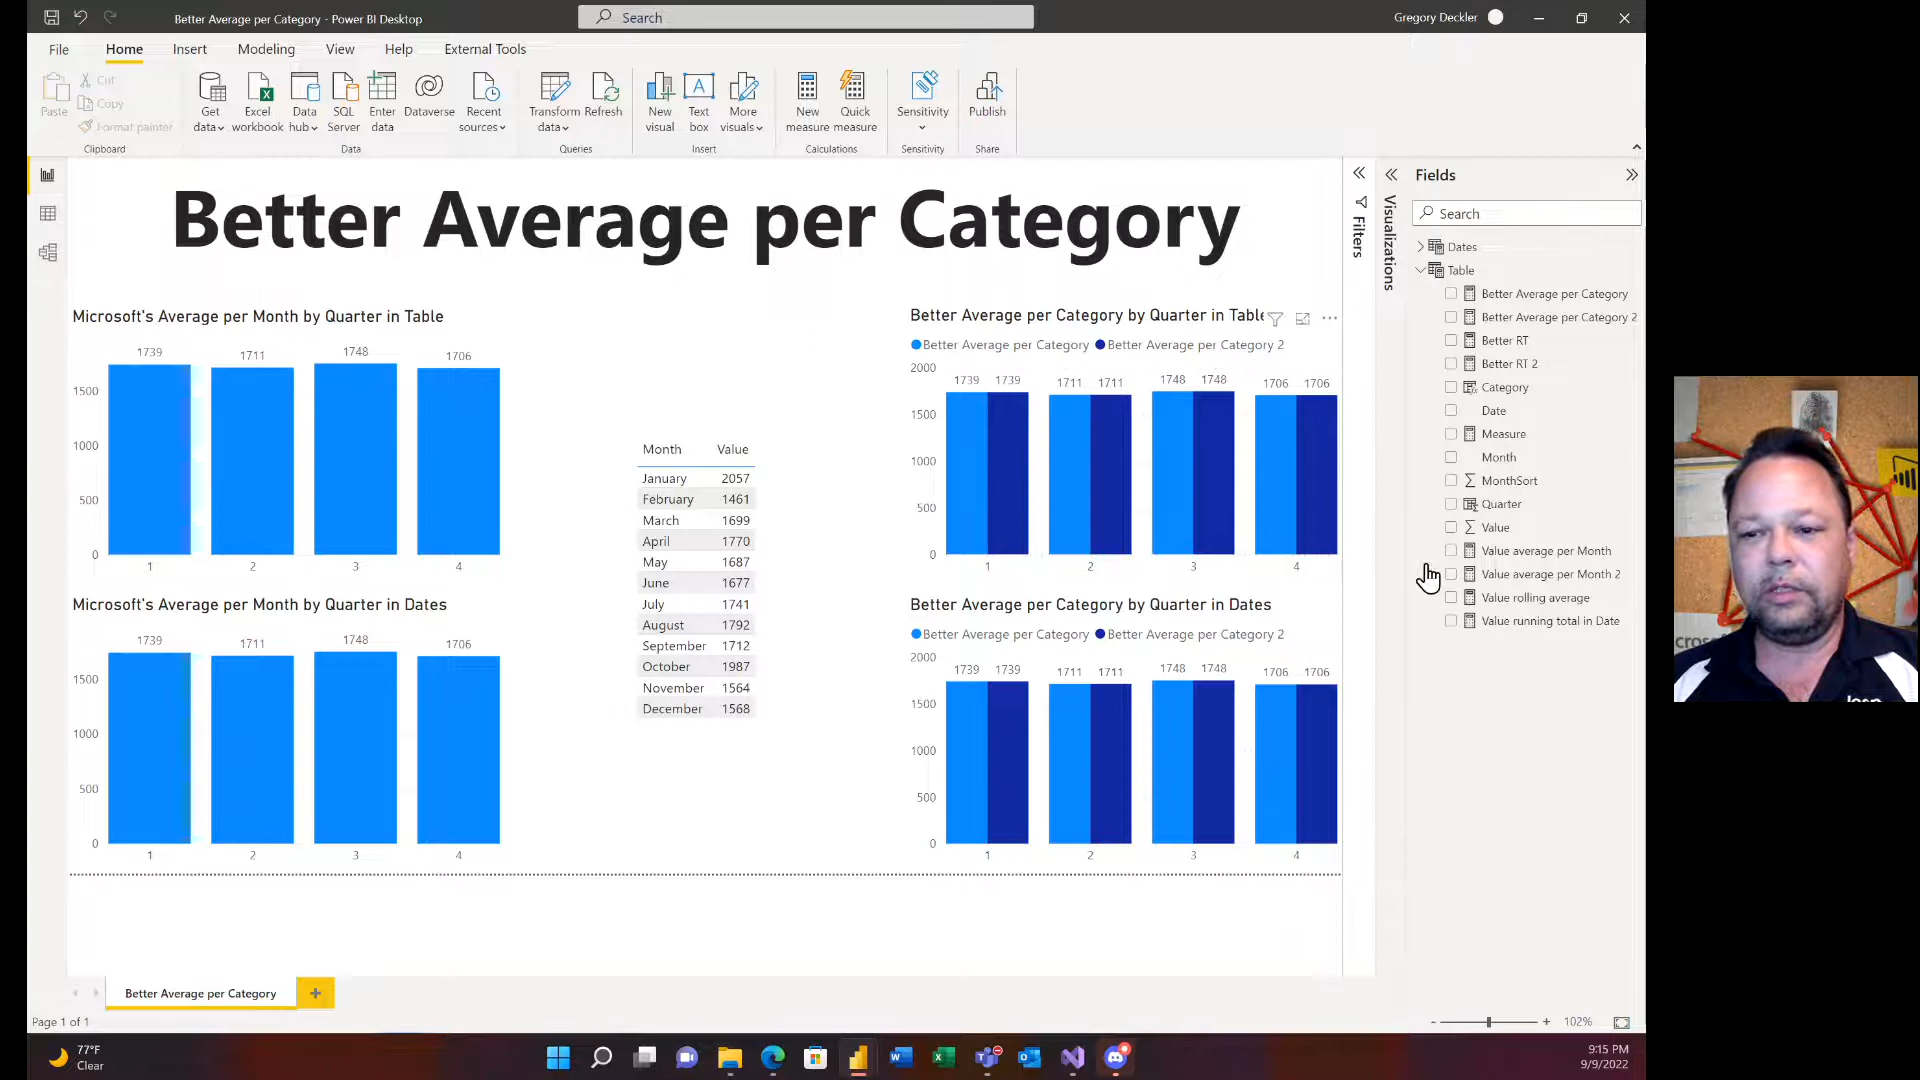 Better Average per Category - Power BI Desktop
Search
Gregory Deckler
File Home Insert Modeling View Help External Tools
Paste
Cut
Copy
Format painter
Clipboard
Get data
Excel workbook
Data hub
SQL Server
Enter data
Dataverse
Recent sources
Data
Transform data
Refresh
Queries
New visual
Text box
More visuals
Insert
New measure
Quick measure
Calculations
Sensitivity
Sensitivity
Publish
Share
Better Average per Category
Microsoft's Average per Month by Quarter in Table
1739 1711 1748 1706
1500
1000
500
0
1 2 3 4
Microsoft's Average per Month by Quarter in Dates
1739 1711 1748 1706
1500
1000
500
0
1 2 3 4
Month Value
January 2057
February 1461
March 1699
April 1770
May 1687
June 1677
July 1741
August 1792
September 1712
October 1987
November 1564
December 1568
Better Average per Category by Quarter in Table
Better Average per Category Better Average per Category 2
2000
1739 1739 1711 1711 1748 1748 1706 1706
1500
1000
500
0
1 2 3 4
Better Average per Category by Quarter in Dates
Better Average per Category Better Average per Category 2
2000
1739 1739 1711 1711 1748 1748 1706 1706
1500
1000
500
0
1 2 3 4
Filters
Visualizations
Fields
Search
Dates
Table
Better Average per Category
Better Average per Category 2
Better RT
Better RT 2
Category
Date
Measure
Month
MonthSort
Quarter
Value
Value average per Month
Value average per Month 2
Value rolling average
Value running total in Date
Better Average per Category
Page 1 of 1
- + 102%
77°F
Clear
9:15 PM
9/9/2022